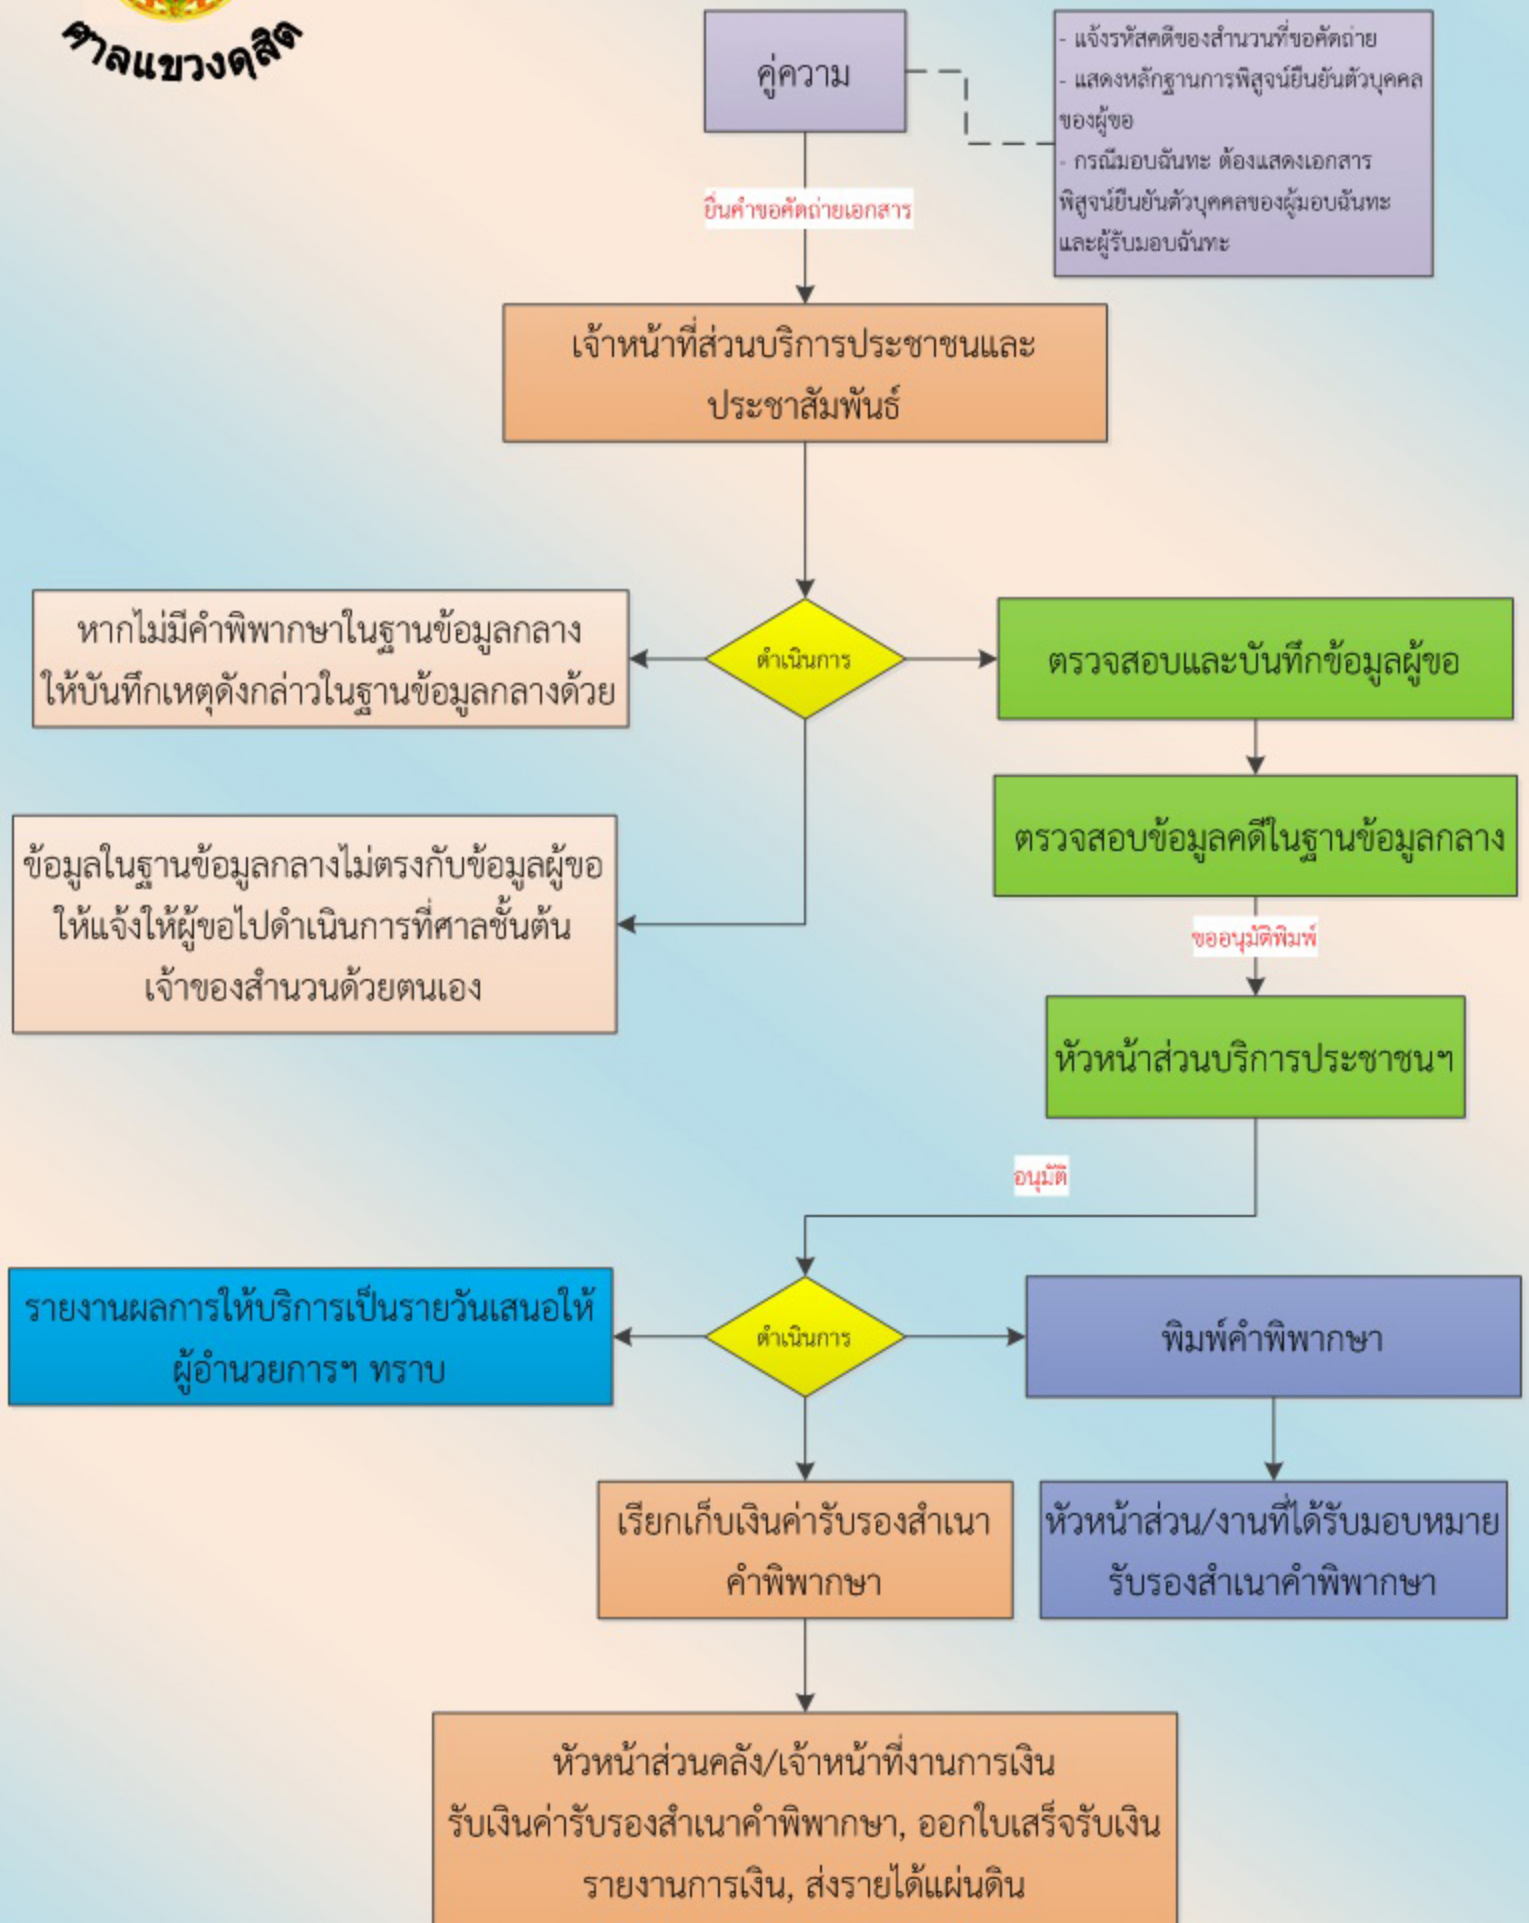 ศาลแขวงดุสิต
คู่ความ
- แจ้งรหัสคดีของสำนวนที่ขอคัดถ่าย
- แสดงหลักฐานการพิสูจน์ยืนยันตัวบุคคล
ของผู้ขอ
- กรณีมอบฉันทะ ต้องแสดงเอกสาร
พิสูจน์ยืนยันตัวบุคคลของผู้มอบฉันทะ
และผู้รับมอบฉันทะ
ยื่นคำขอคัดถ่ายเอกสาร
เจ้าหน้าที่ส่วนบริการประชาชนและ
ประชาสัมพันธ์
หากไม่มีคำพิพากษาในฐานข้อมูลกลาง
ให้บันทึกเหตุดังกล่าวในฐานข้อมูลกลางด้วย
ดำเนินการ
ตรวจสอบและบันทึกข้อมูลผู้ขอ
ตรวจสอบข้อมูลคดีในฐานข้อมูลกลาง
ข้อมูลในฐานข้อมูลกลางไม่ตรงกับข้อมูลผู้ขอ
ให้แจ้งให้ผู้ขอไปดำเนินการที่ศาลชั้นต้น
เจ้าของสำนวนด้วยตนเอง
ขออนุมัติพิมพ์
หัวหน้าส่วนบริการประชาชนฯ
อนุมัติ
รายงานผลการให้บริการเป็นรายวันเสนอให้
ผู้อำนวยการฯ ทราบ
ดำเนินการ
พิมพ์คำพิพากษา
เรียกเก็บเงินค่ารับรองสำเนา
คำพิพากษา
หัวหน้าส่วน/งานที่ได้รับมอบหมาย
รับรองสำเนาคำพิพากษา
หัวหน้าส่วนคลัง/เจ้าหน้าที่งานการเงิน
รับเงินค่ารับรองสำเนาคำพิพากษา, ออกใบเสร็จรับเงิน
รายงานการเงิน, ส่งรายได้แผ่นดิน